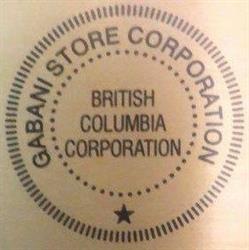 GABANI STORE CORPORATION
BRITISH
COLUMBIA
CORPORATION